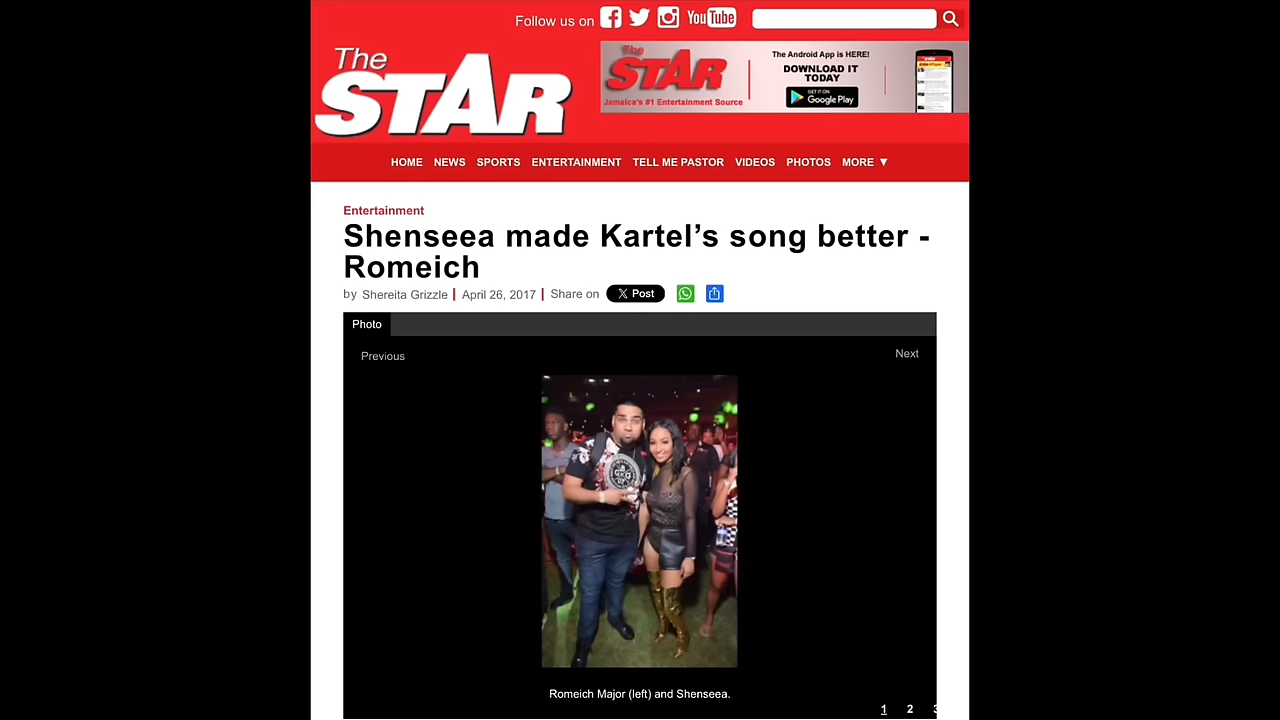 Follow us on
You Tube
The
STAR
The
STAR
Jamaica's #1 Entertainment Source
The Android App is HERE!
DOWNLOAD IT
TODAY
GET IT ON
Google Play
HOME NEWS SPORTS ENTERTAINMENT TELL ME PASTOR VIDEOS PHOTOS MORE ▼
Entertainment
Shenseea made Kartel’s song better -
Romeich
by Shereita Grizzle | April 26, 2017 | Share on X Post
Photo
Previous
Next
Romeich Major (left) and Shenseea.
1 2 3